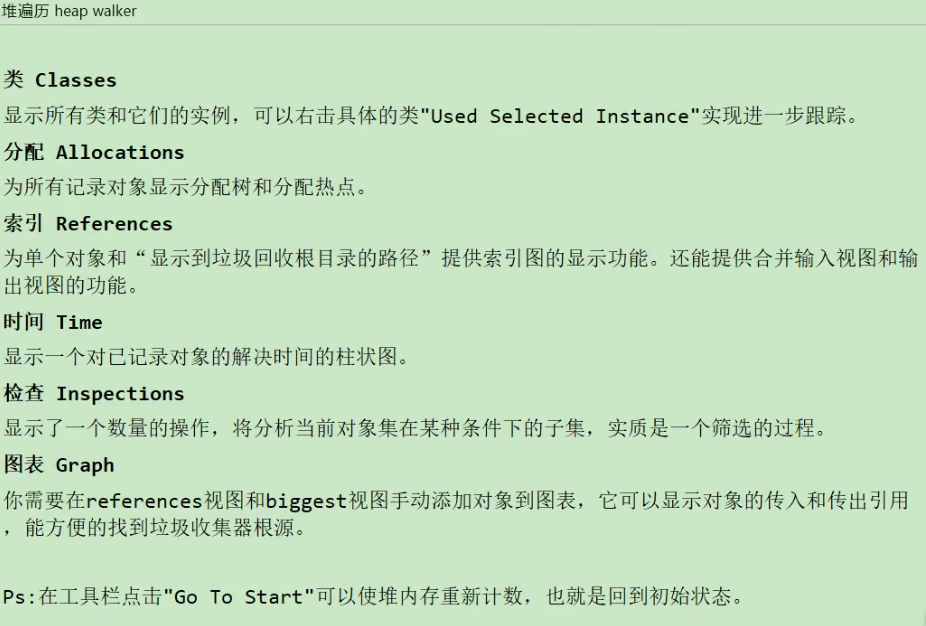 堆遍历 heap walker
类 Classes
显示所有类和它们的实例，可以右击具体的类"Used Selected Instance"实现进一步跟踪。
分配 Allocations
为所有记录对象显示分配树和分配热点。
索引 References
为单个对象和“显示到垃圾回收根目录的路径”提供索引图的显示功能。还能提供合并输入视图和输
出视图的功能。
时间 Time
显示一个对已记录对象的解决时间的柱状图。
检查 Inspections
显示了一个数量的操作，将分析当前对象集在某种条件下的子集，实质是一个筛选的过程。
图表 Graph
你需要在references视图和biggest视图手动添加对象到图表，它可以显示对象的传入和传出引用
，能方便的找到垃圾收集器根源。
Ps:在工具栏点击"Go To Start"可以使堆内存重新计数，也就是回到初始状态。